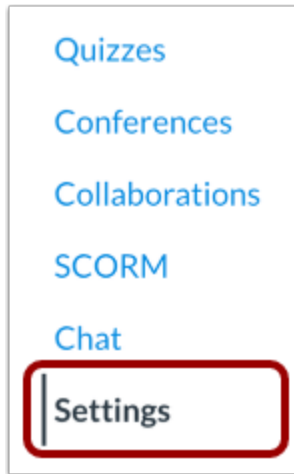 Quizzes
Conferences
Collaborations
SCORM
Chat
Settings